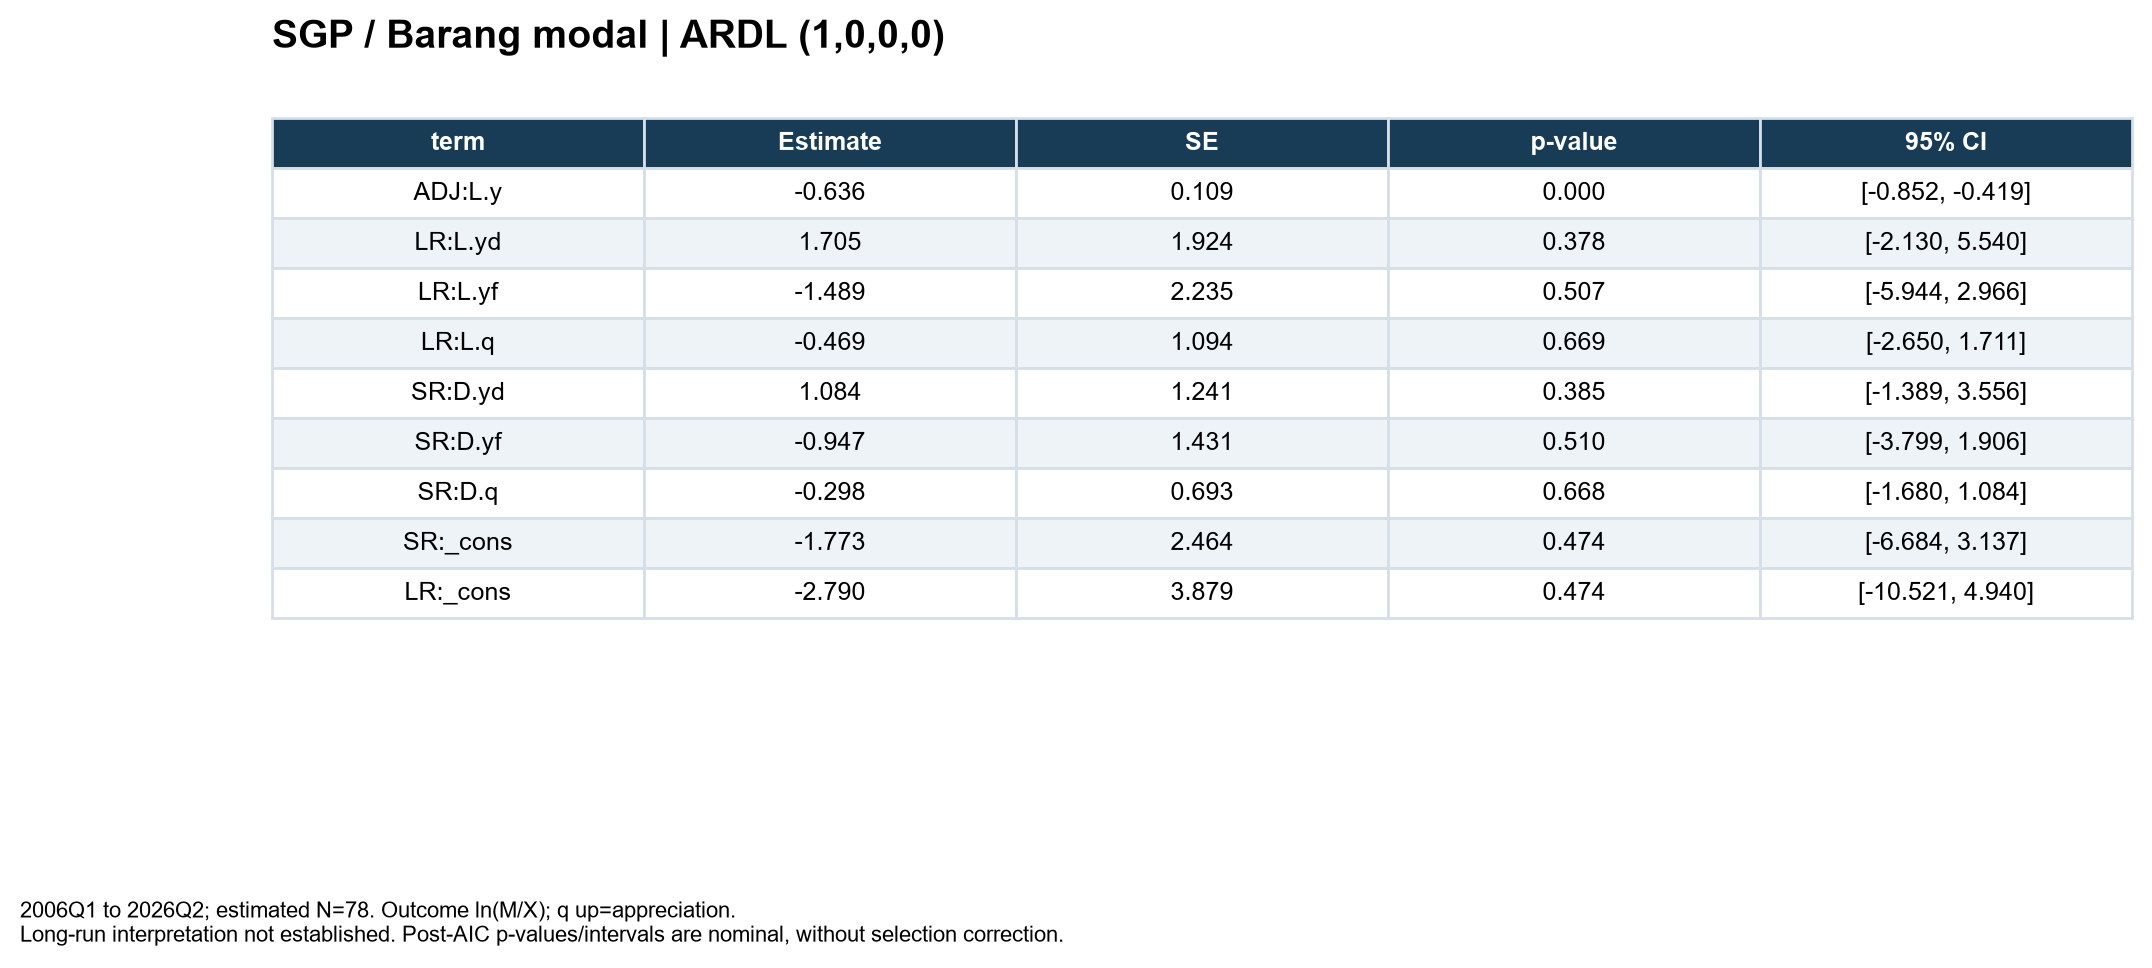 SGP / Barang modal | ARDL (1,0,0,0)
term Estimate SE p-value 95% CI
ADJ:L.y -0.636 0.109 0.000 [-0.852, -0.419]
LR:L.yd 1.705 1.924 0.378 [-2.130, 5.540]
LR:L.yf -1.489 2.235 0.507 [-5.944, 2.966]
LR:L.q -0.469 1.094 0.669 [-2.650, 1.711]
SR:D.yd 1.084 1.241 0.385 [-1.389, 3.556]
SR:D.yf -0.947 1.431 0.510 [-3.799, 1.906]
SR:D.q -0.298 0.693 0.668 [-1.680, 1.084]
SR:_cons -1.773 2.464 0.474 [-6.684, 3.137]
LR:_cons -2.790 3.879 0.474 [-10.521, 4.940]
2006Q1 to 2026Q2; estimated N=78. Outcome ln(M/X); q up=appreciation.
Long-run interpretation not established. Post-AIC p-values/intervals are nominal, without selection correction.